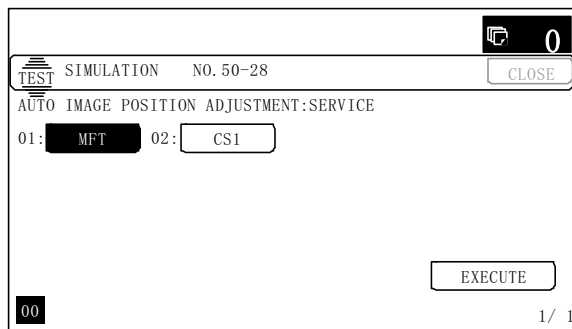 0
TEST SIMULATION NO.50-28 CLOSE
AUTO IMAGE POSITION ADJUSTMENT:SERVICE
01: MFT 02: CS1
EXECUTE
00 1/ 1